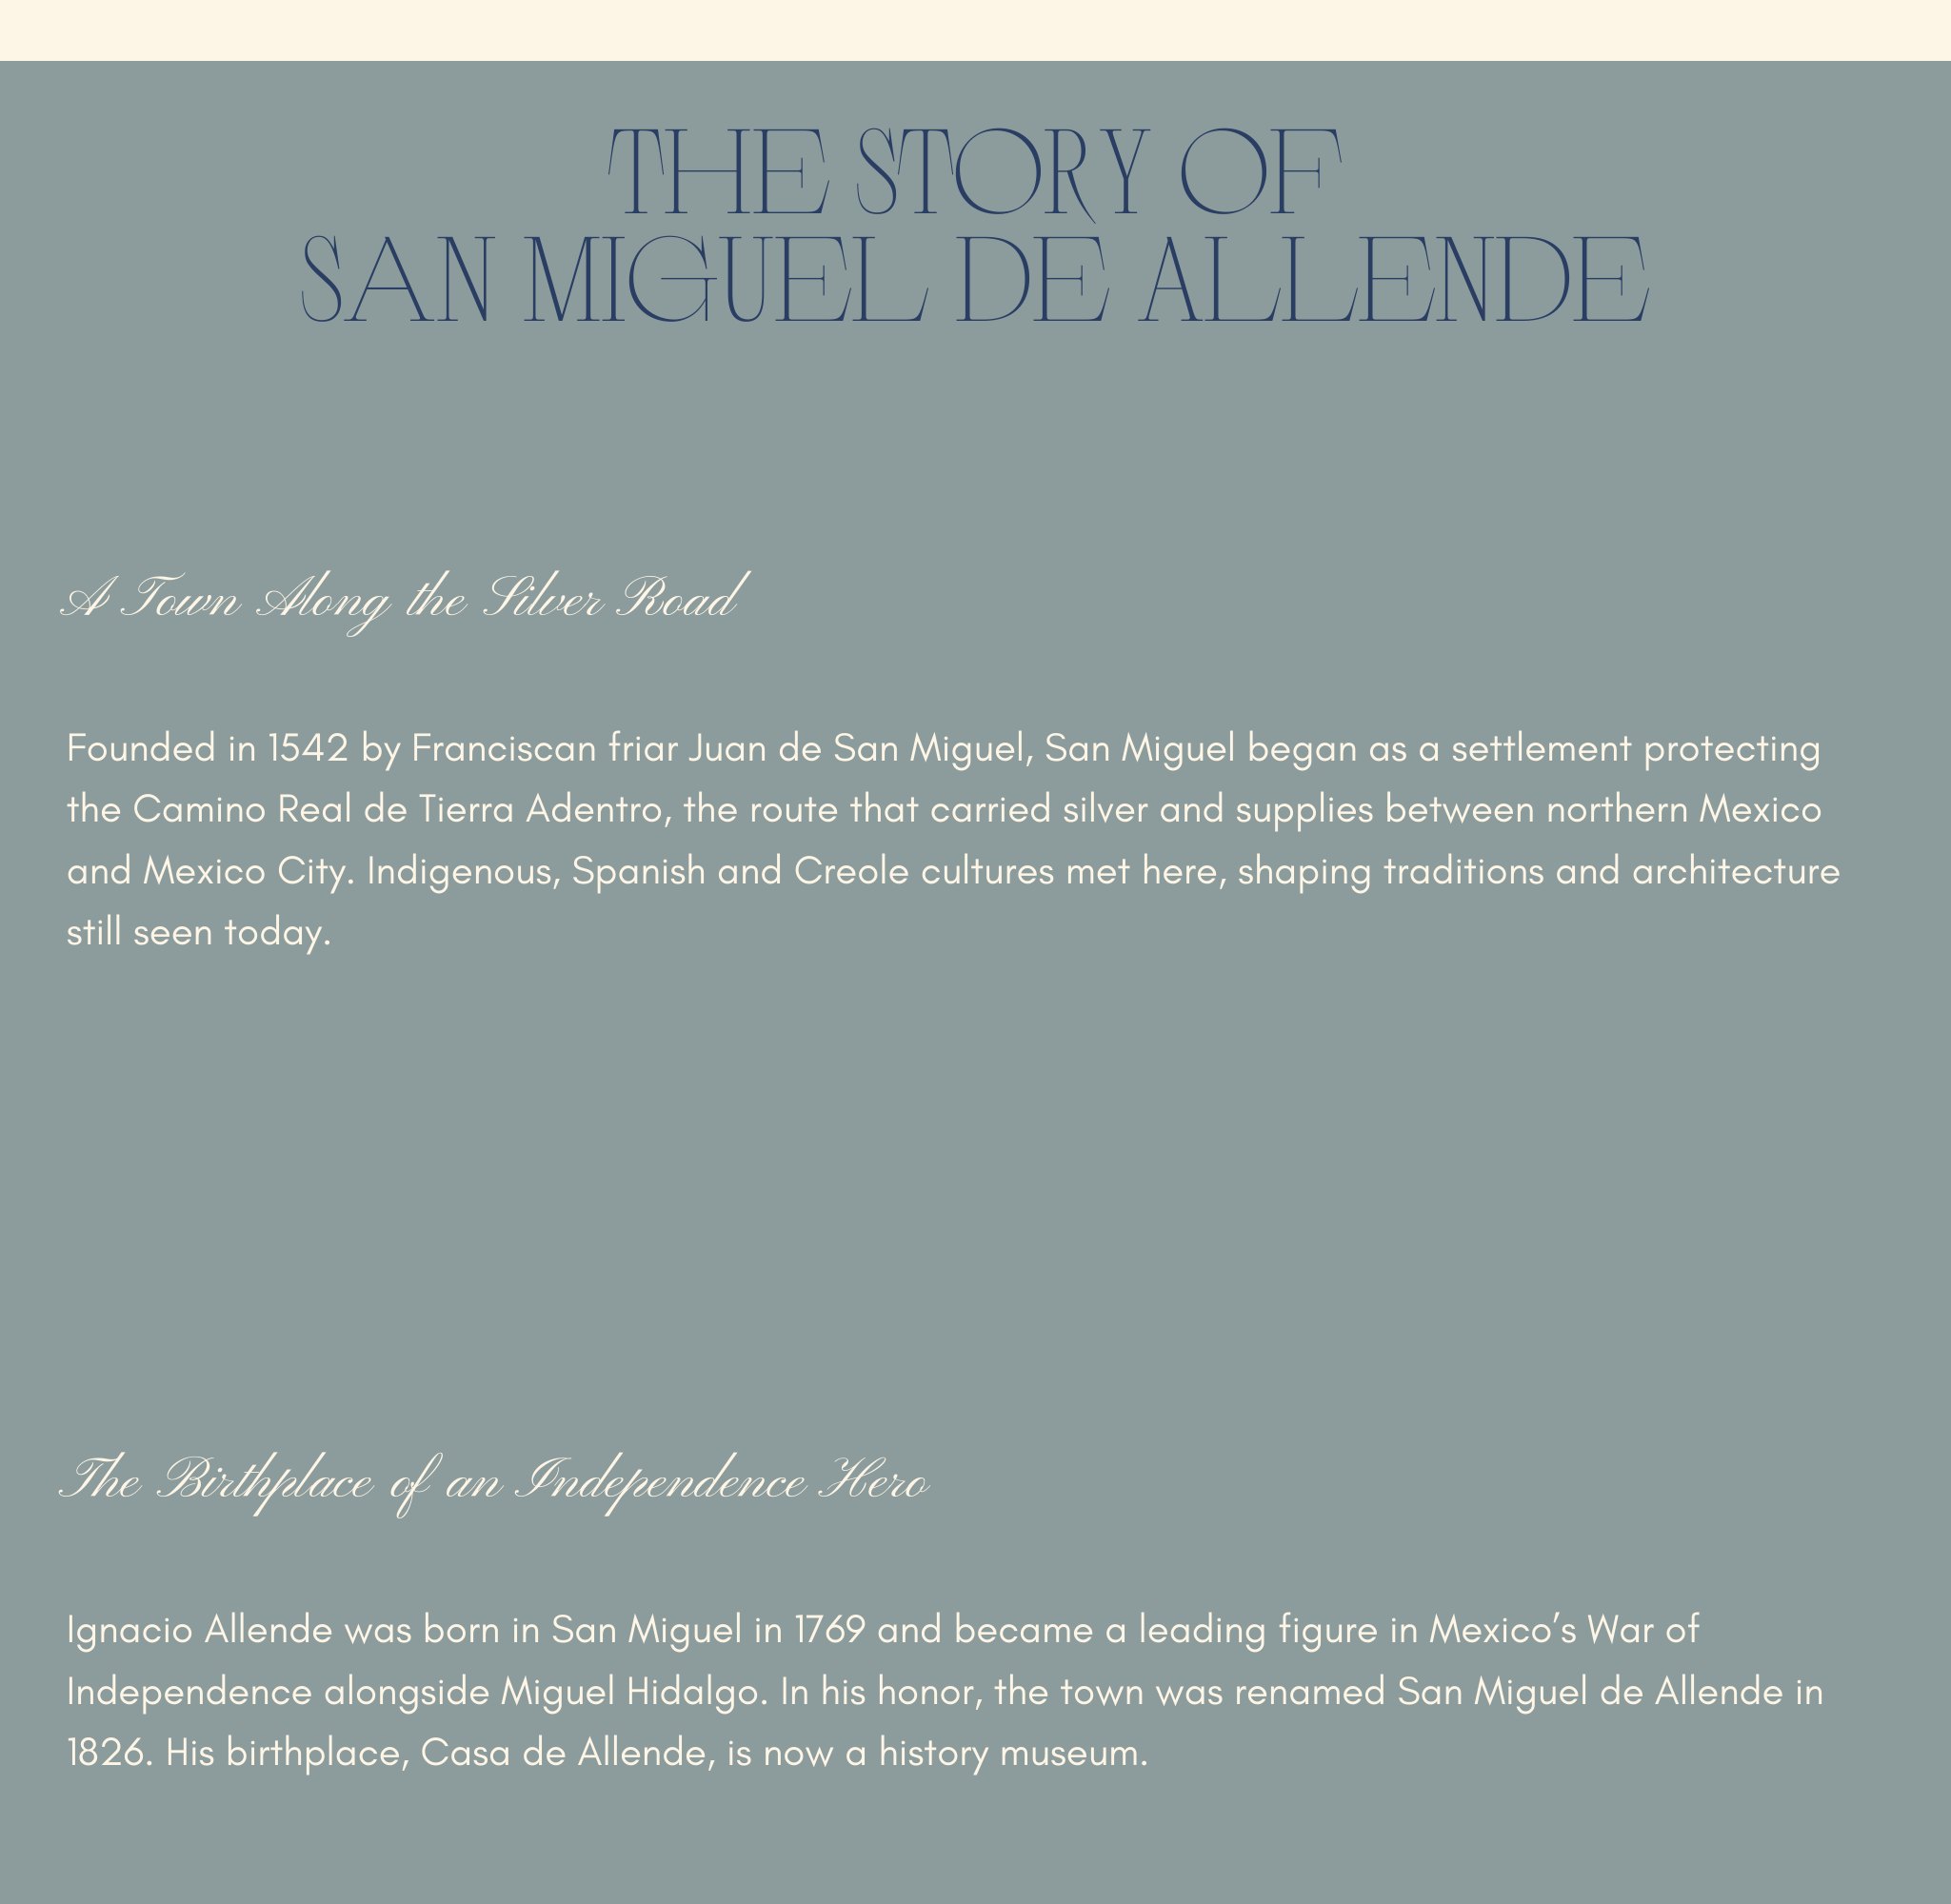 THE STORY OF
SAN MIGUEL DE ALLENDE
A Town Along the Silver Road
Founded in 1542 by Franciscan friar Juan de San Miguel, San Miguel began as a settlement protecting
the Camino Real de Tierra Adentro, the route that carried silver and supplies between northern Mexico
and Mexico City. Indigenous, Spanish and Creole cultures met here, shaping traditions and architecture
still seen today.
The Birthplace of an Independence Hero
Ignacio Allende was born in San Miguel in 1769 and became a leading figure in Mexico’s War of
Independence alongside Miguel Hidalgo. In his honor, the town was renamed San Miguel de Allende in
1826. His birthplace, Casa de Allende, is now a history museum.